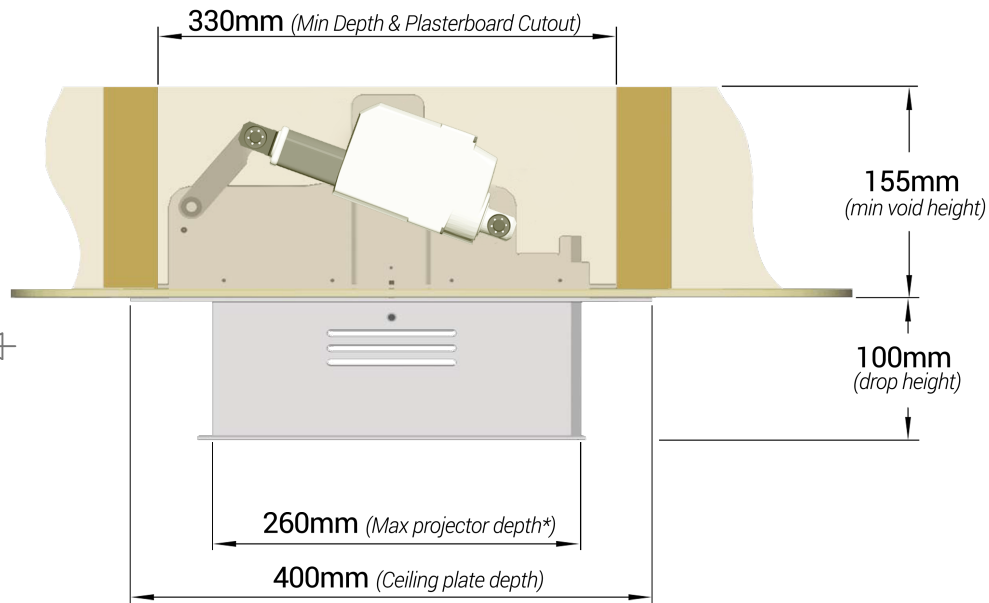 330mm (Min Depth & Plasterboard Cutout)
155mm
(min void height)
100mm
(drop height)
260mm (Max projector depth*)
400mm (Ceiling plate depth)